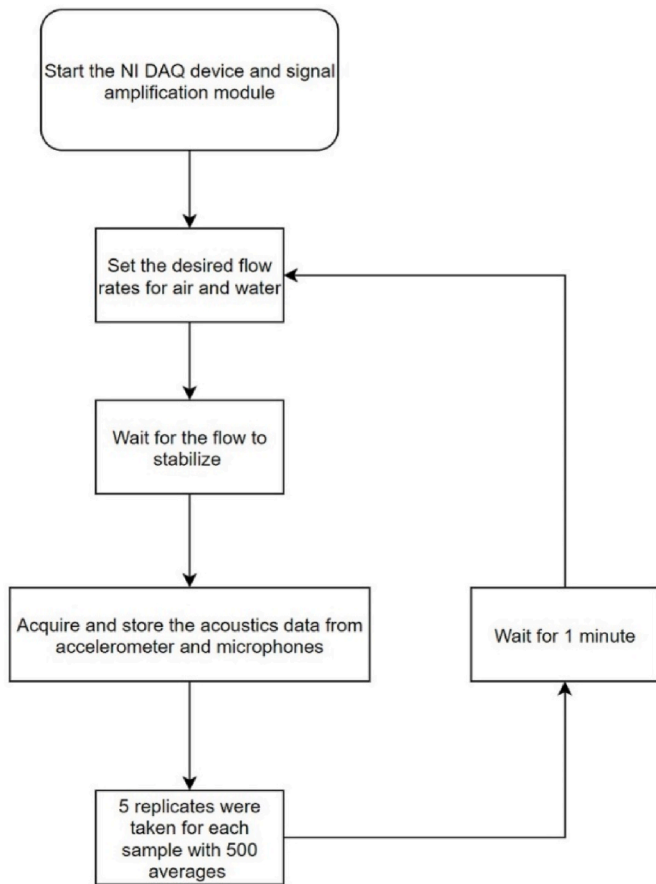 Start the NI DAQ device and signal
amplification module
Set the desired flow
rates for air and water
Wait for the flow to
stabilize
Acquire and store the acoustics data from
accelerometer and microphones
Wait for 1 minute
5 replicates were
taken for each
sample with 500
averages